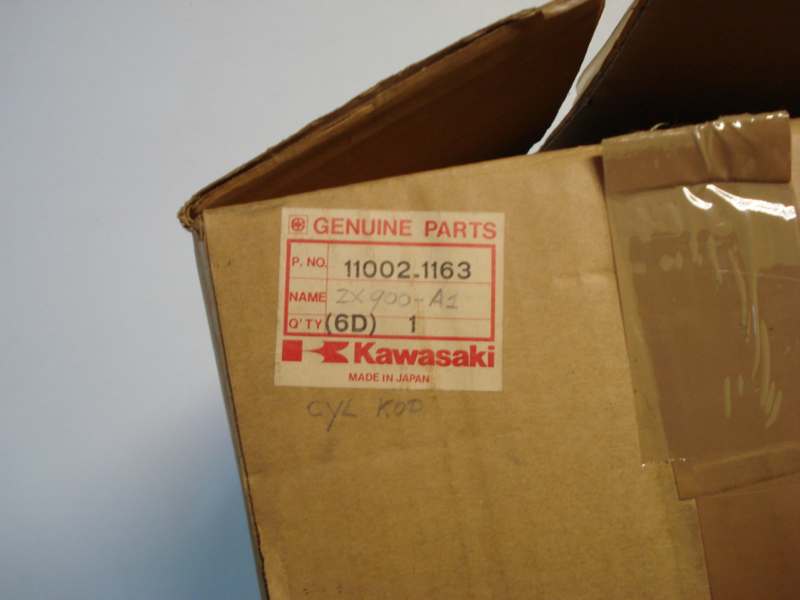 GENUINE PARTS
P. NO. 11002-1163
NAME ZX900-A1
Q'TY (6D) 1
Kawasaki
MADE IN JAPAN
CYL KOP